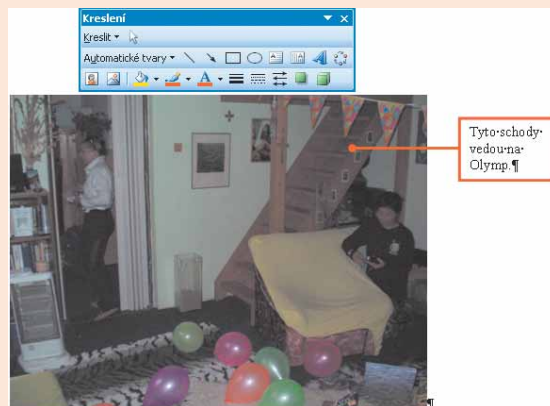 Kreslení
Kreslit
Automatické tvary
Tyto·schody·
vedou·na·
Olymp.¶
¶